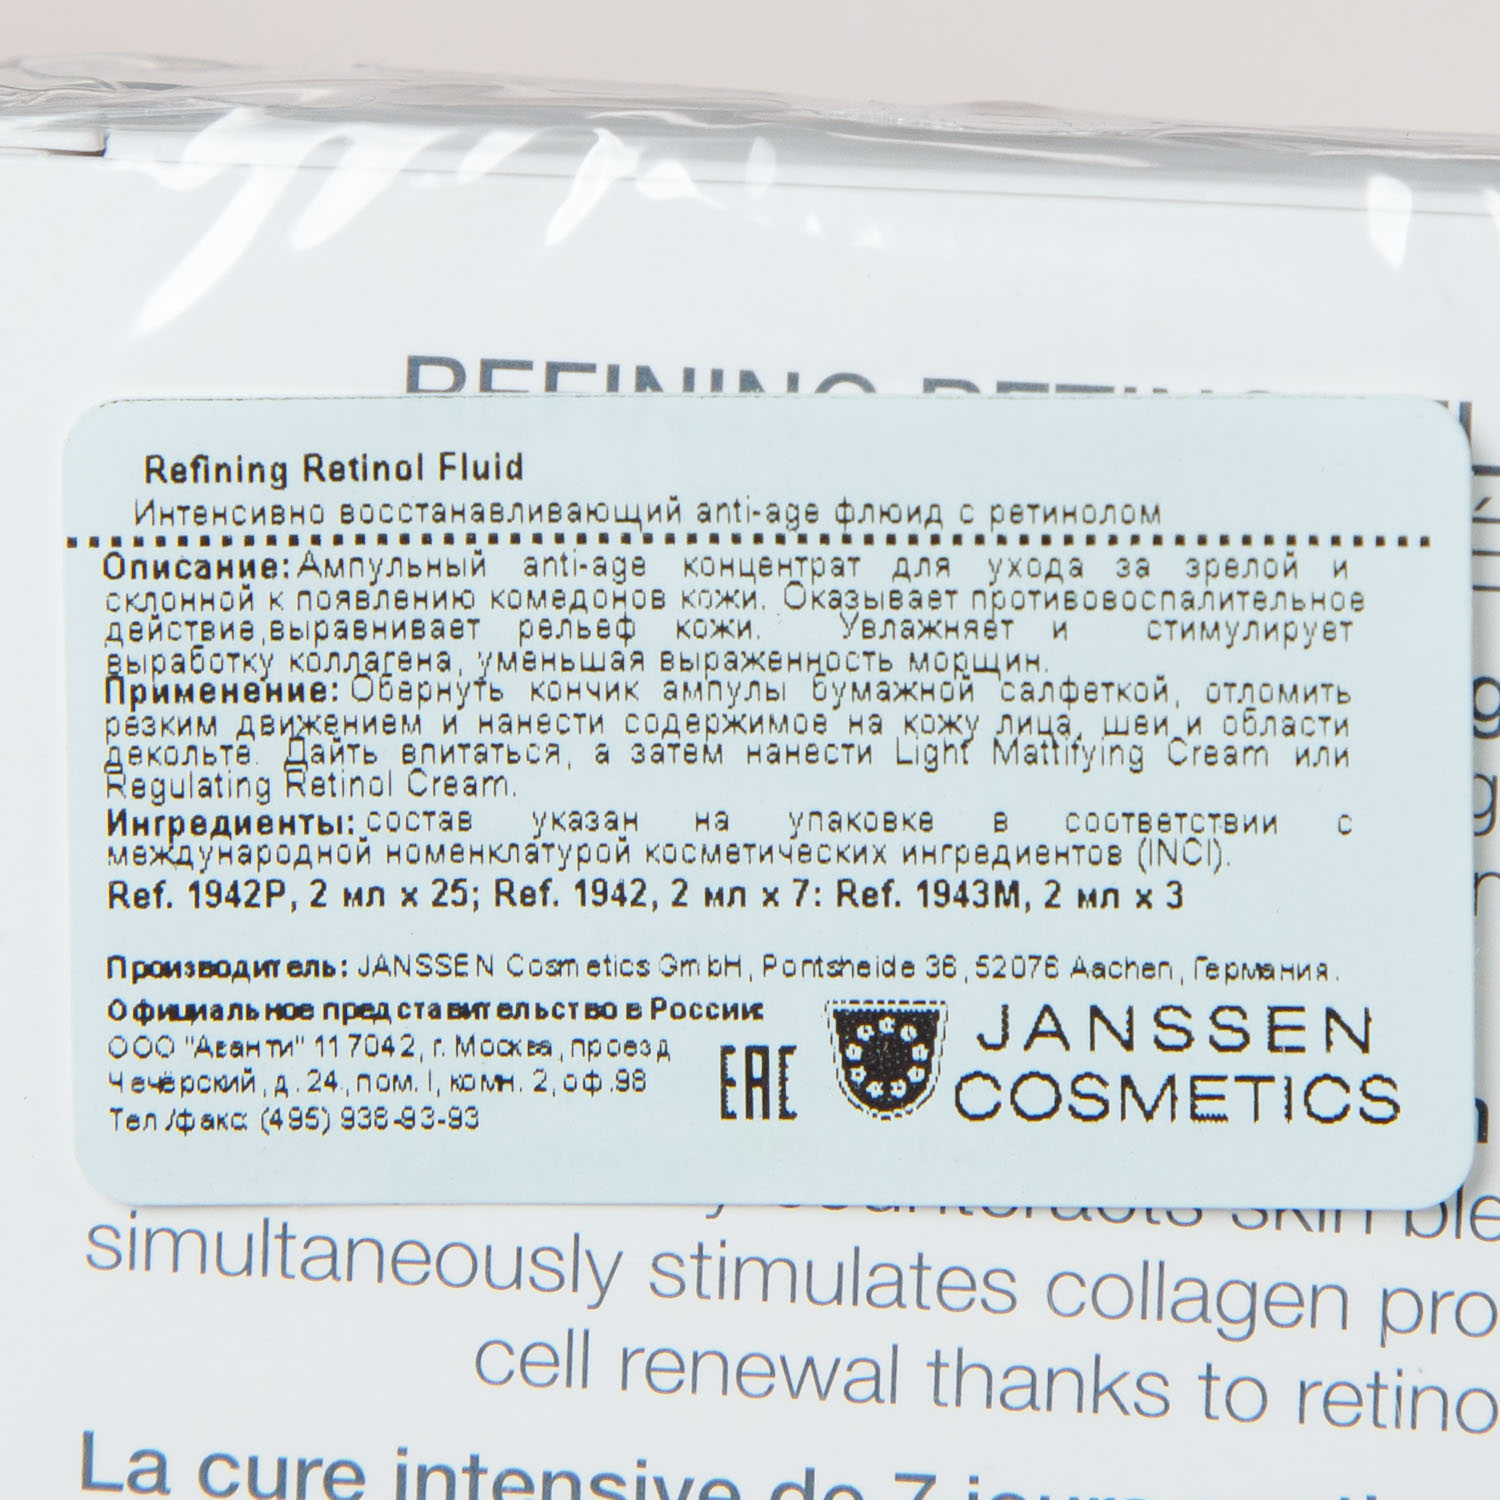 REFINING RETINOL
Refining Retinol Fluid
Интенсивно восстанавливающий anti-age флюид с ретинолом
Описание: Ампульный anti-age концентрат для ухода за зрелой и
склонной к появлению комедонов кожи. Оказывает противовоспалительное
действие,выравнивает рельеф кожи. Увлажняет и стимулирует
выработку коллагена, уменьшая выраженность морщин.
Применение: Обернуть кончик ампулы бумажной салфеткой, отломить
резким движением и нанести содержимое на кожу лица, шеи и области
декольте. Дайть впитаться, а затем нанести Light Mattifying Cream или
Regulating Retinol Cream.
Ингредиенты: состав указан на упаковке в соответствии с
международной номенклатурой косметических ингредиентов (INCI).
Ref. 1942P, 2 мл x 25; Ref. 1942, 2 мл x 7: Ref. 1943M, 2 мл x 3
Производитель: JANSSEN Cosmetics GmbH, Pontsheide 36, 52076 Aachen, Германия.
Официальное представительство в России:
ООО "Аванти" 117042, г. Москва, проезд
Чечёрский, д. 24, пом. I, комн. 2, оф.98
Тел./факс: (495) 938-93-93
EAC
JANSSEN
COSMETICS
counteracts skin ble
simultaneously stimulates collagen pro
cell renewal thanks to retino
La cure intensive de 7 jours